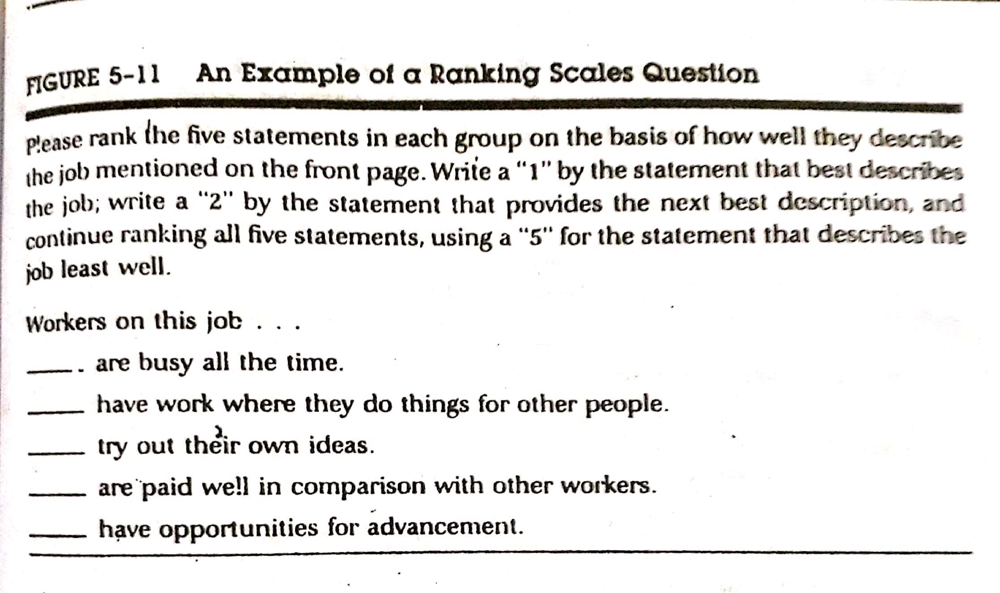 FIGURE 5-11 An Example of a Ranking Scales Question
Please rank the five statements in each group on the basis of how well they describe
the job mentioned on the front page. Write a "1" by the statement that best describes
the job; write a "2" by the statement that provides the next best description, and
continue ranking all five statements, using a "5" for the statement that describes the
job least well.
Workers on this job . . .
____. are busy all the time.
____ have work where they do things for other people.
____ try out their own ideas.
____ are paid well in comparison with other workers.
____ have opportunities for advancement.